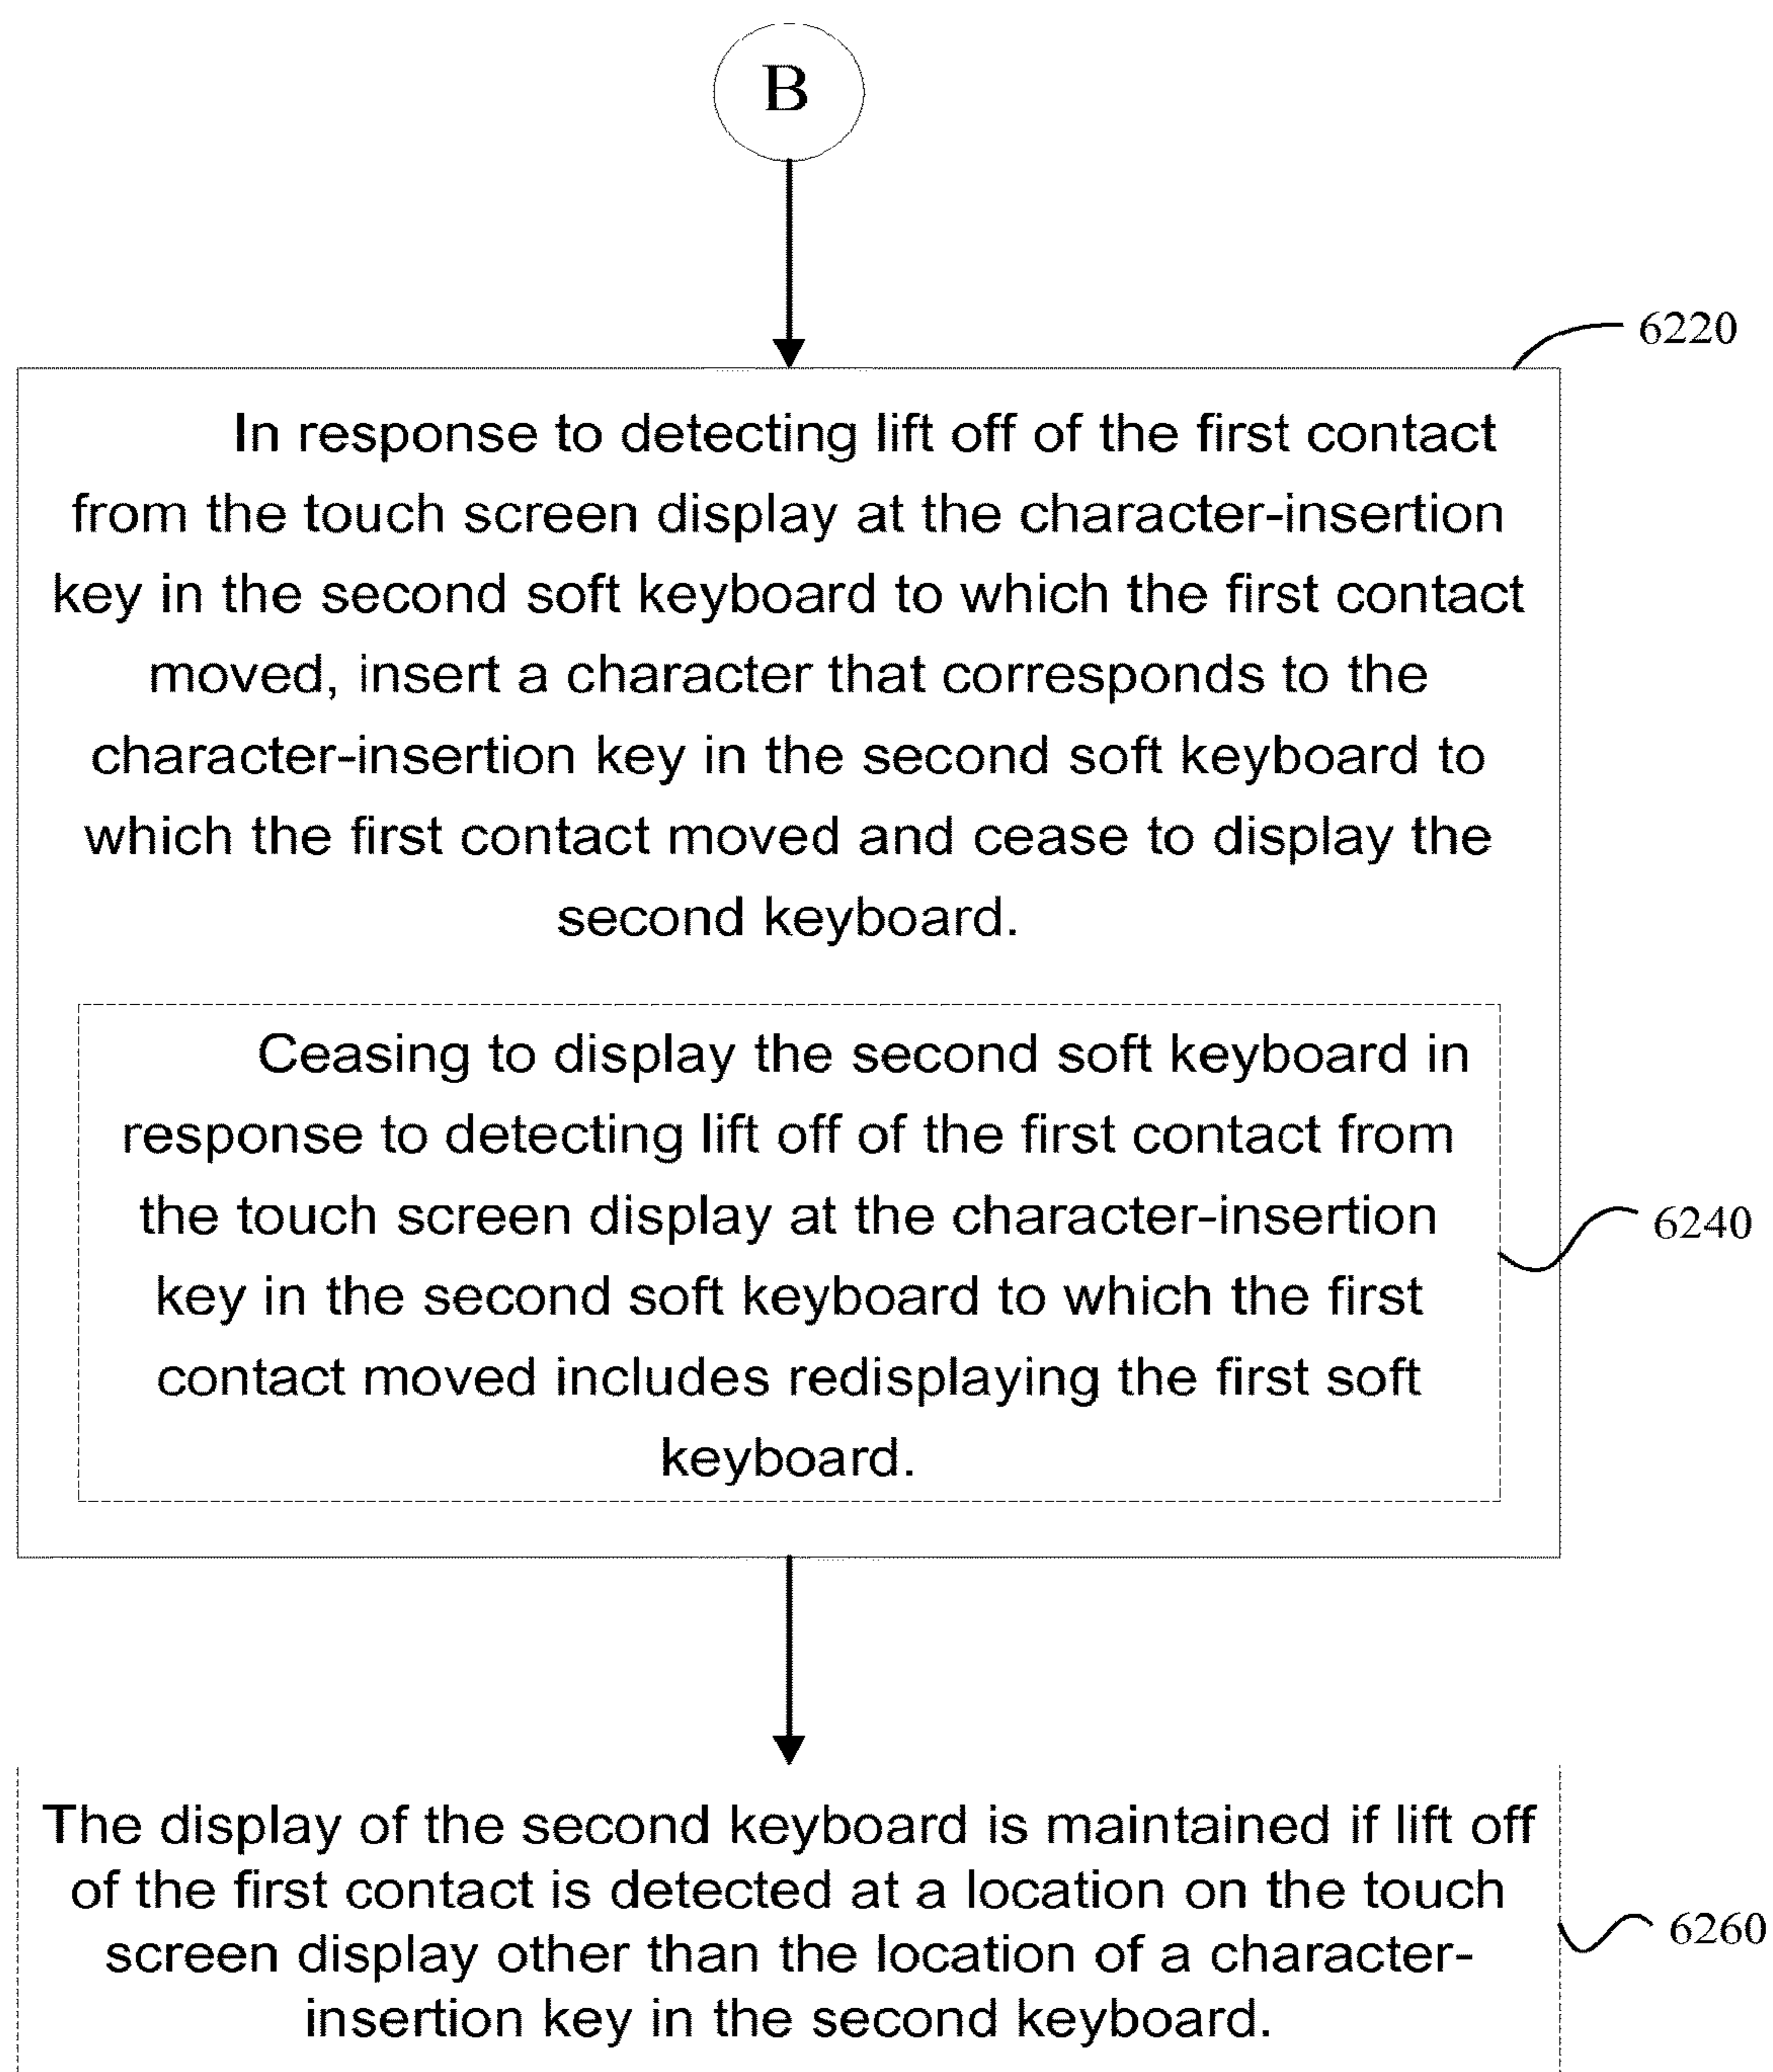 B
6220
In response to detecting lift off of the first contact
from the touch screen display at the character-insertion
key in the second soft keyboard to which the first contact
moved, insert a character that corresponds to the
character-insertion key in the second soft keyboard to
which the first contact moved and cease to display the
second keyboard.
Ceasing to display the second soft keyboard in
response to detecting lift off of the first contact from
the touch screen display at the character-insertion
key in the second soft keyboard to which the first
contact moved includes redisplaying the first soft
keyboard.
6240
The display of the second keyboard is maintained if lift off
of the first contact is detected at a location on the touch
screen display other than the location of a character-
insertion key in the second keyboard.
6260